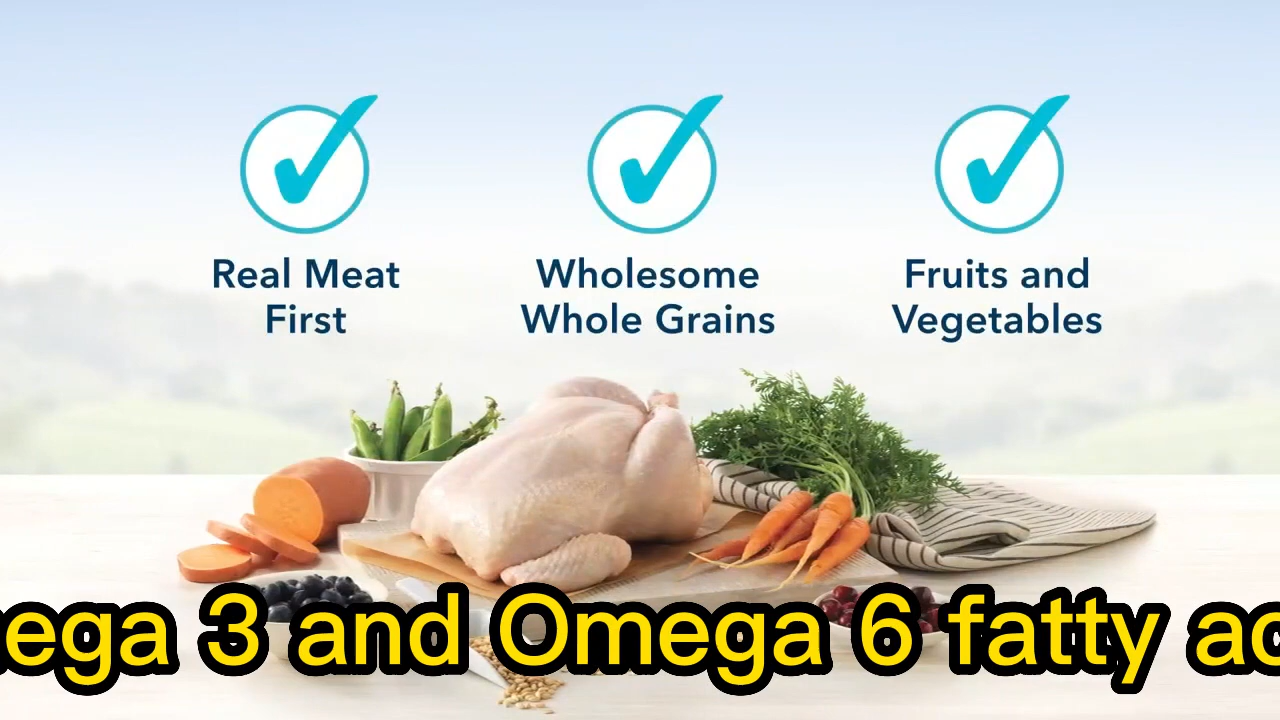 Real Meat
First
Wholesome
Whole Grains
Fruits and
Vegetables
ega 3 and Omega 6 fatty ac